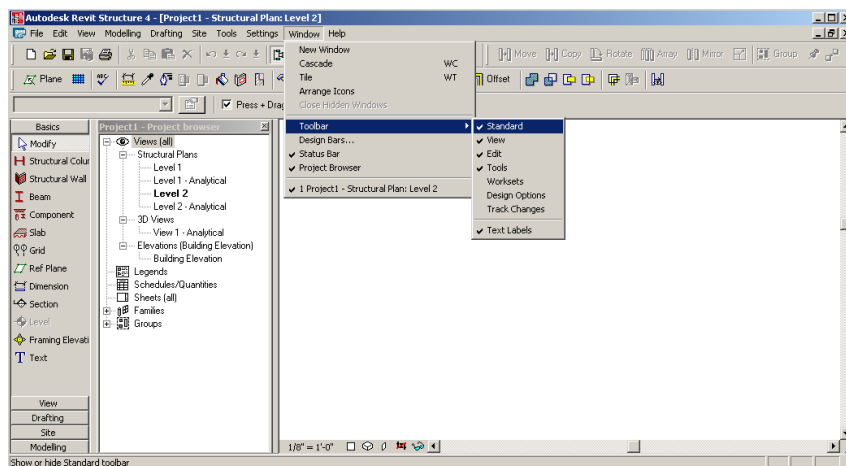 Autodesk Revit Structure 4 - [Project1 - Structural Plan: Level 2]
File Edit View Modelling Drafting Site Tools Settings Window Help
Move Copy Rotate Array Mirror Group
Plane Offset
Press + Drag
New Window
Cascade WC
Tile WT
Arrange Icons
Close Hidden Windows
Toolbar
Design Bars...
Status Bar
Project Browser
1 Project1 - Structural Plan: Level 2
Standard
View
Edit
Tools
Worksets
Design Options
Track Changes
Text Labels
Basics
Modify
Structural Colur
Structural Wall
Beam
Component
Slab
Grid
Ref Plane
Dimension
Section
Level
Framing Elevati
Text
View
Drafting
Site
Modelling
Project1 - Project browser
Views (all)
Structural Plans
Level 1
Level 1 - Analytical
Level 2
Level 2 - Analytical
3D Views
View 1 - Analytical
Elevations (Building Elevation)
Building Elevation
Legends
Schedules/Quantities
Sheets (all)
Families
Groups
1/8" = 1'-0"
Show or hide Standard toolbar